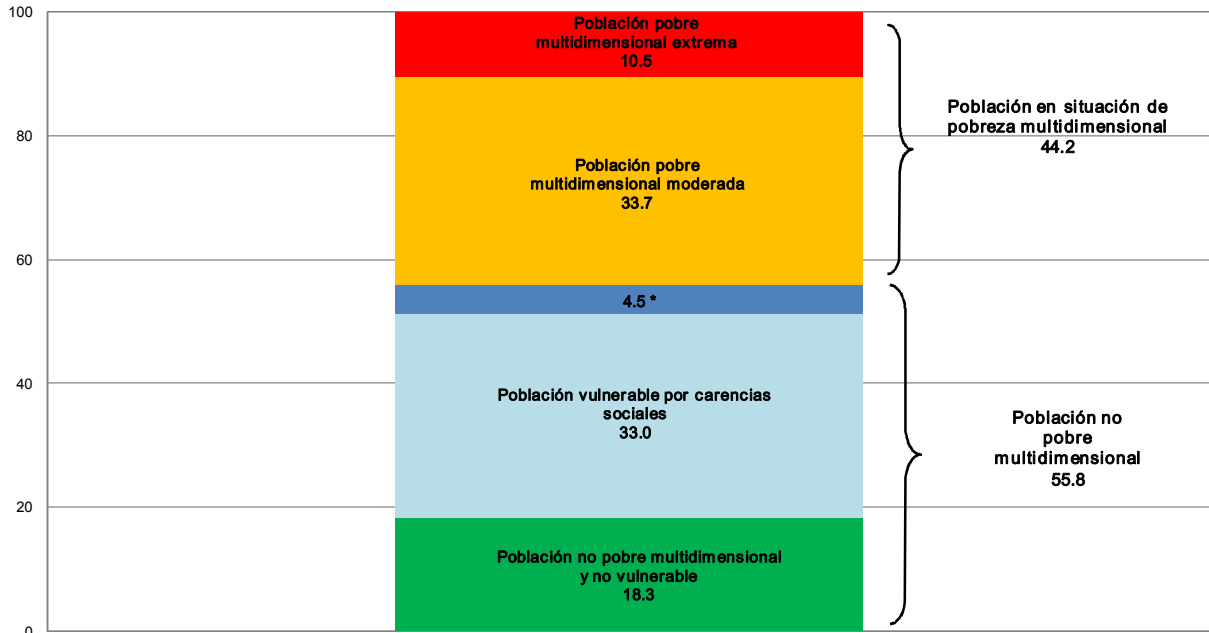 100
80
60
40
20
0
Población pobre
multidimensional extrema
10.5
Población pobre
multidimensional moderada
33.7
4.5 *
Población vulnerable por carencias
sociales
33.0
Población no pobre multidimensional
y no vulnerable
18.3
Población en situación de
pobreza multidimensional
44.2
Población no
pobre
multidimensional
55.8